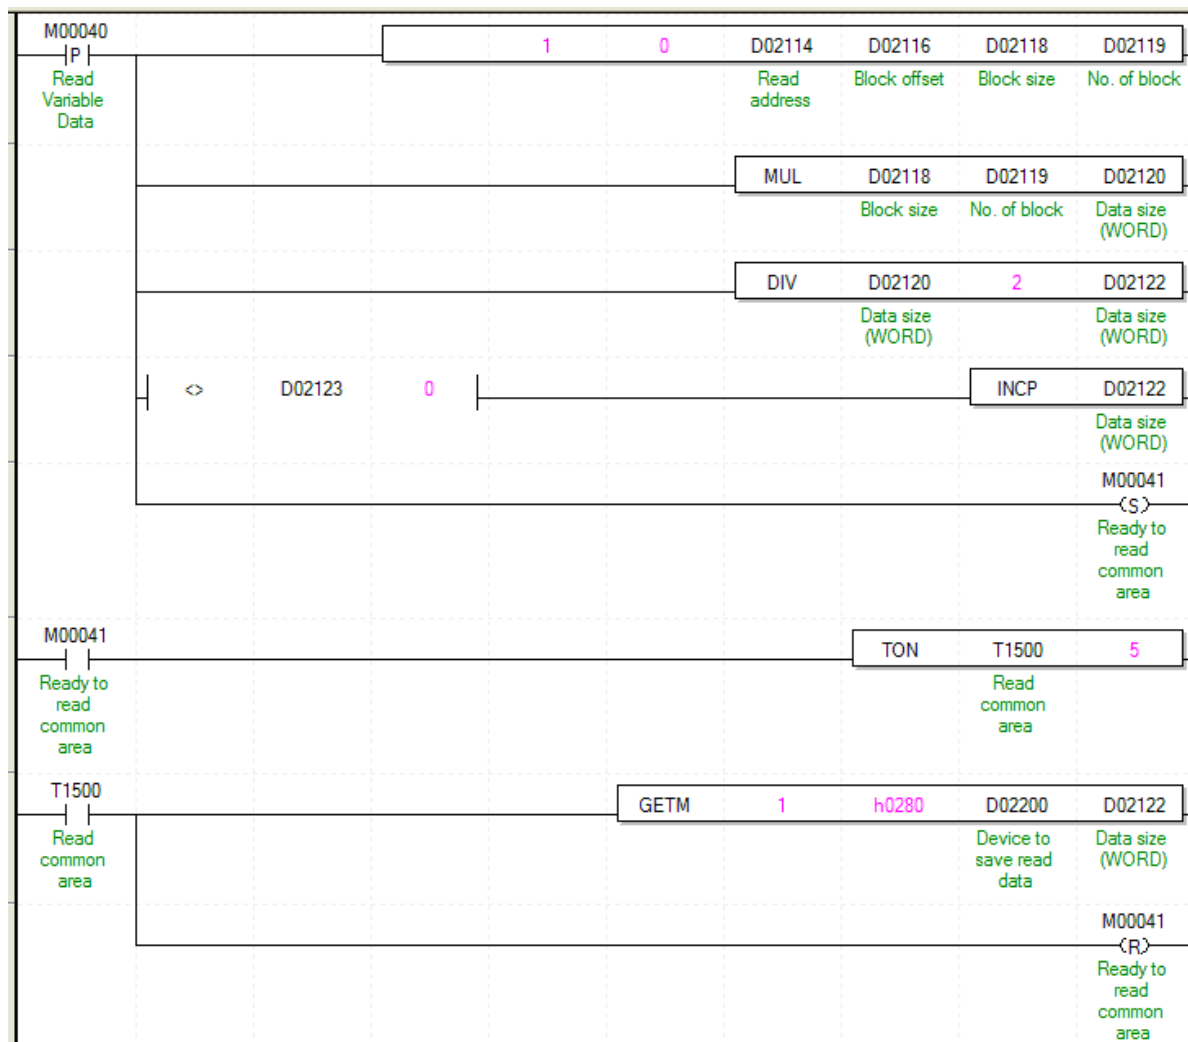 M00040
P
Read
Variable
Data
1 0 D02114 D02116 D02118 D02119
Read
address
Block offset
Block size
No. of block
MUL D02118 D02119 D02120
Block size
No. of block
Data size
(WORD)
DIV D02120 2 D02122
Data size
(WORD)
Data size
(WORD)
<> D02123 0
INCP D02122
Data size
(WORD)
M00041
(S)
Ready to
read
common
area
M00041
Ready to
read
common
area
TON T1500 5
Read
common
area
T1500
Read
common
area
GETM 1 h0280 D02200 D02122
Device to
save read
data
Data size
(WORD)
M00041
(R)
Ready to
read
common
area